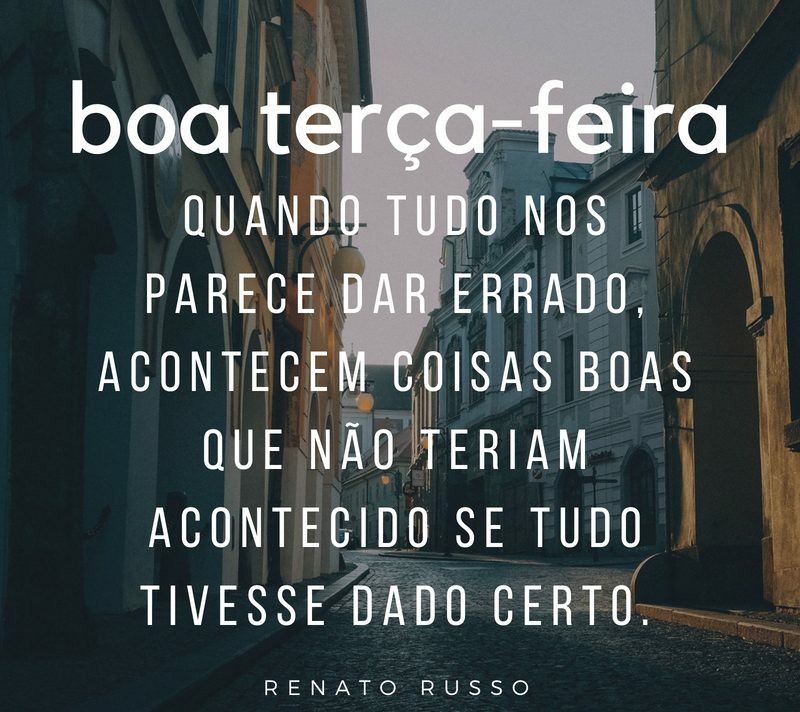 boa terça-feira
QUANDO TUDO NOS
PARECE DAR ERRADO,
ACONTECEM COISAS BOAS
QUE NÃO TERIAM
ACONTECIDO SE TUDO
TIVESSE DADO CERTO.
RENATO RUSSO